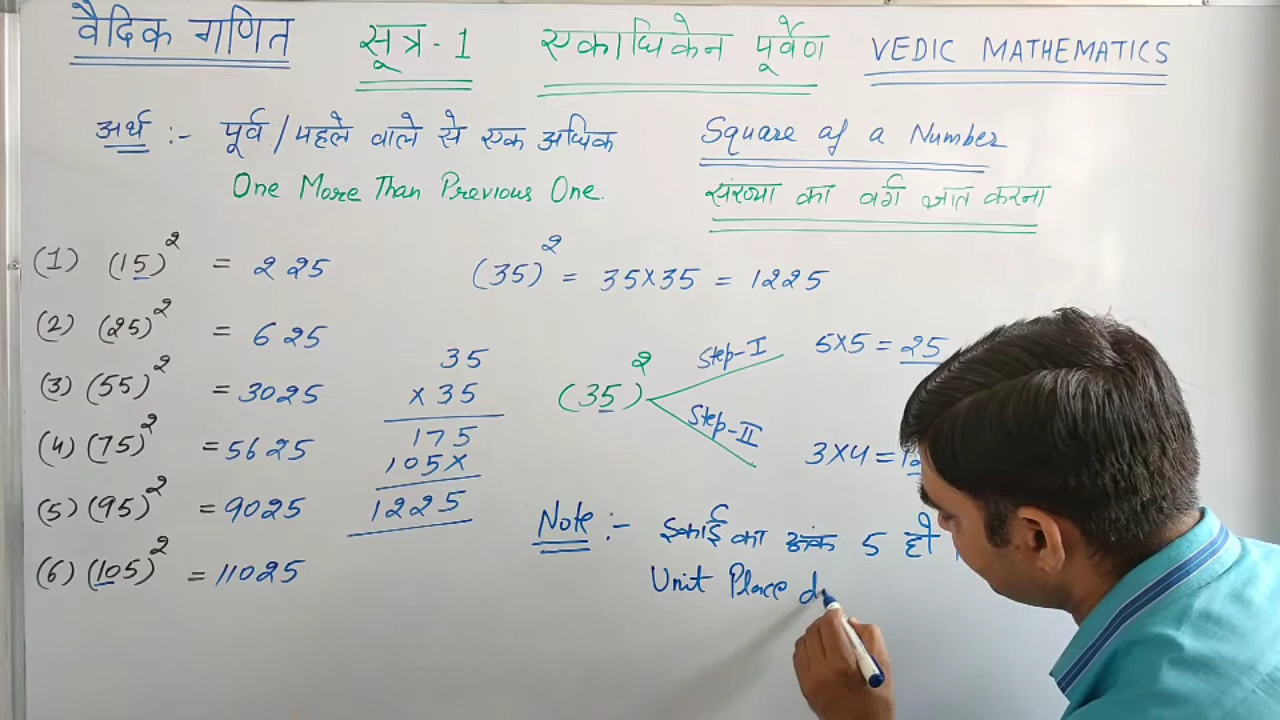 वैदिक गणित सूत्र-1 एकाधिकेन पूर्वेण VEDIC MATHEMATICS
अर्थ :- पूर्व/पहले वाले से एक अधिक
One More Than Previous One.
Square of a Number
संख्या का वर्ग ज्ञात करना
(1) (15)² = 225
(2) (25)² = 625
(3) (55)² = 3025
(4) (75)² = 5625
(5) (95)² = 9025
(6) (105)² = 11025
(35)² = 35×35 = 1225
35
×35
175
105×
1225
(35)²
Step-I 5×5 = 25
Step-II 3×4 =
Note :- इकाई का अंक 5 हो
Unit Place d